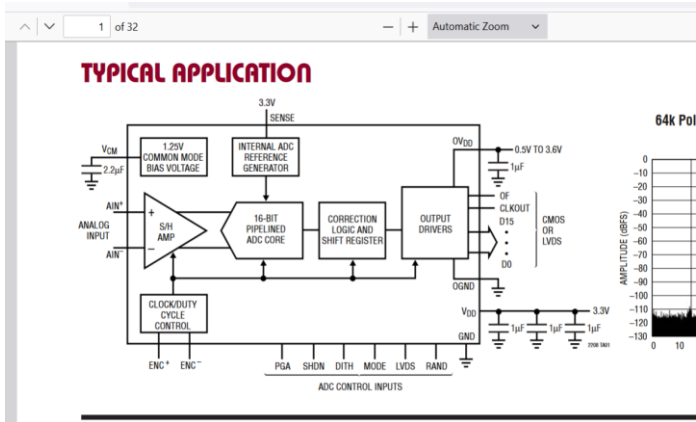 1 of 32
Automatic Zoom
TYPICAL APPLICATION
3.3V
SENSE
VCM
2.2µF
1.25V
COMMON MODE
BIAS VOLTAGE
INTERNAL ADC
REFERENCE
GENERATOR
OVDD
0.5V TO 3.6V
1µF
AIN+
ANALOG
INPUT
AIN–
+
–
S/H
AMP
16-BIT
PIPELINED
ADC CORE
CORRECTION
LOGIC AND
SHIFT REGISTER
OUTPUT
DRIVERS
OF
CLKOUT
D15
•
•
•
D0
CMOS
OR
LVDS
OGND
CLOCK/DUTY
CYCLE
CONTROL
VDD
3.3V
1µF 1µF 1µF
GND
ENC+ ENC–
PGA SHDN DITH MODE LVDS RAND
ADC CONTROL INPUTS
64k Poi
AMPLITUDE (dBFS)
0
–10
–20
–30
–40
–50
–60
–70
–80
–90
–100
–110
–120
–130
0 10